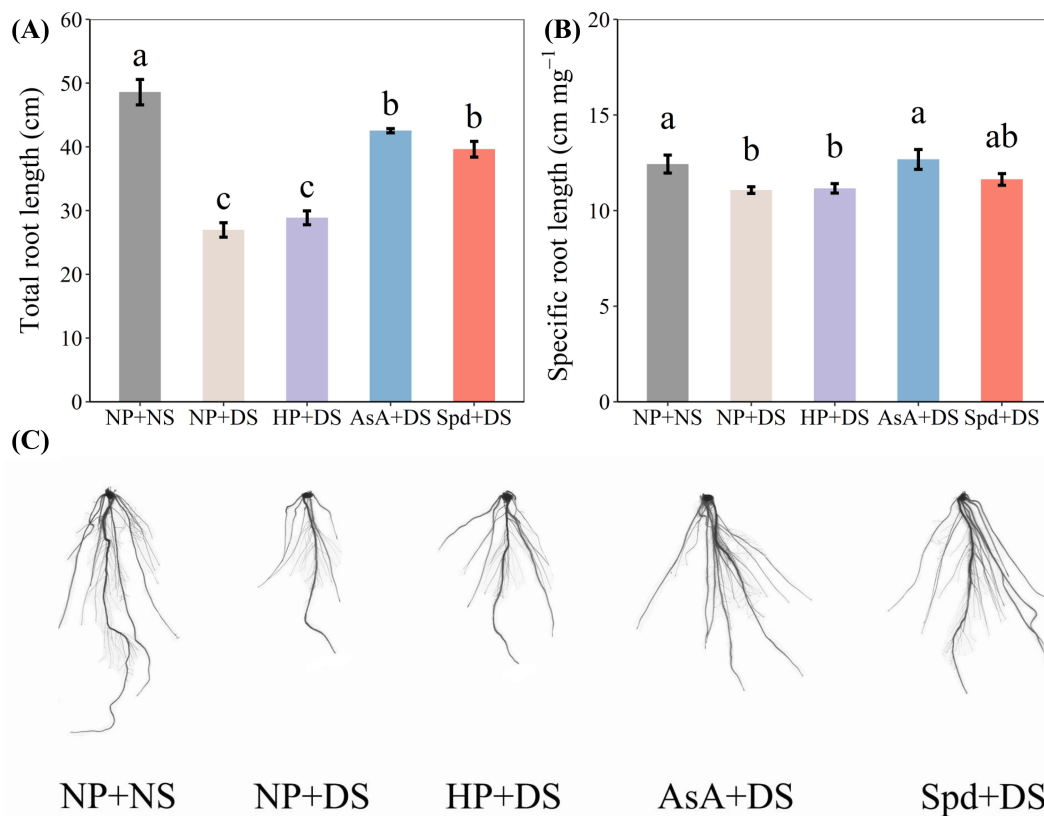 (A)
Total root length (cm)
60
50
40
30
20
10
0
a
c
c
b
b
NP+NS NP+DS HP+DS AsA+DS Spd+DS
(B)
Specific root length (cm mg⁻¹)
20
15
10
5
0
a
b
b
a
ab
NP+NS NP+DS HP+DS AsA+DS Spd+DS
(C)
NP+NS NP+DS HP+DS AsA+DS Spd+DS